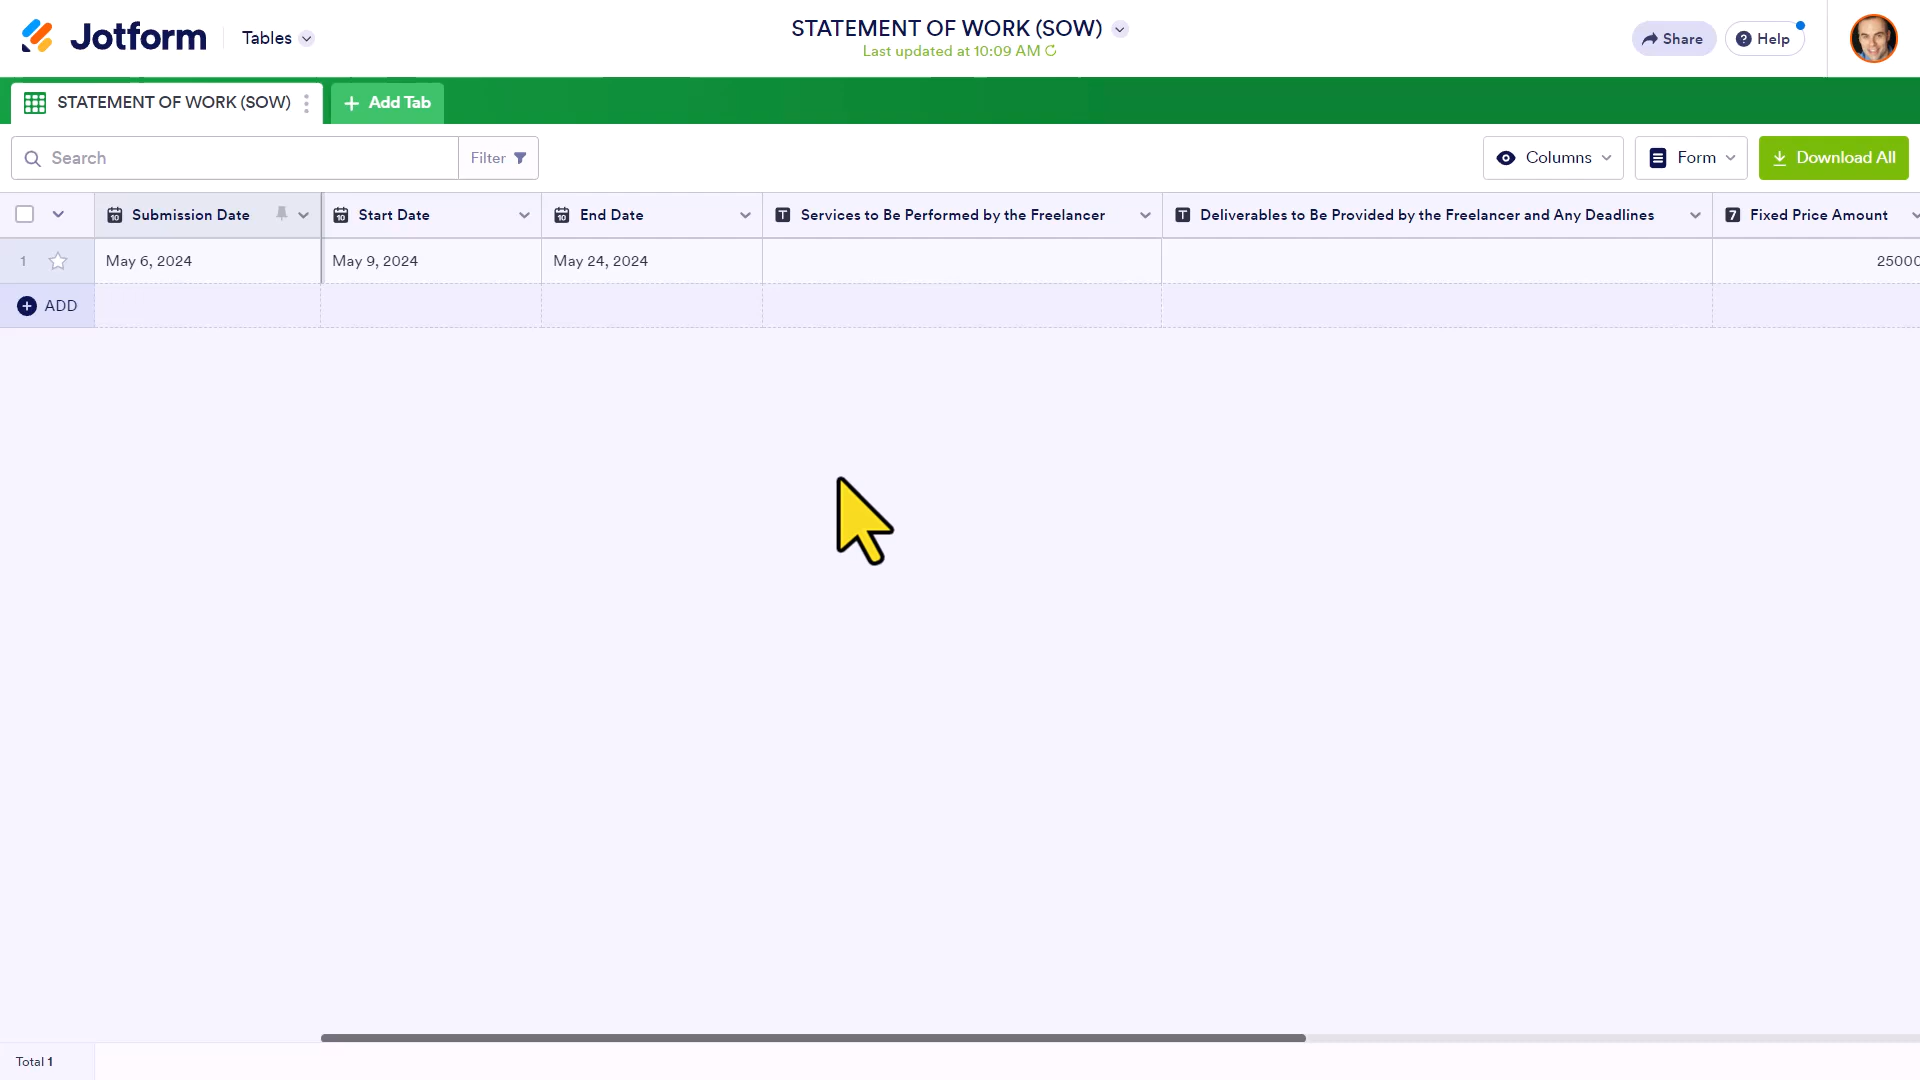 Jotform
Tables
STATEMENT OF WORK (SOW)
Last updated at 10:09 AM
Share
Help
STATEMENT OF WORK (SOW)
Add Tab
Search
Filter
Columns
Form
Download All
Submission Date
Start Date
End Date
Services to Be Performed by the Freelancer
Deliverables to Be Provided by the Freelancer and Any Deadlines
7 Fixed Price Amount
1
May 6, 2024
May 9, 2024
May 24, 2024
25000
ADD
Total 1